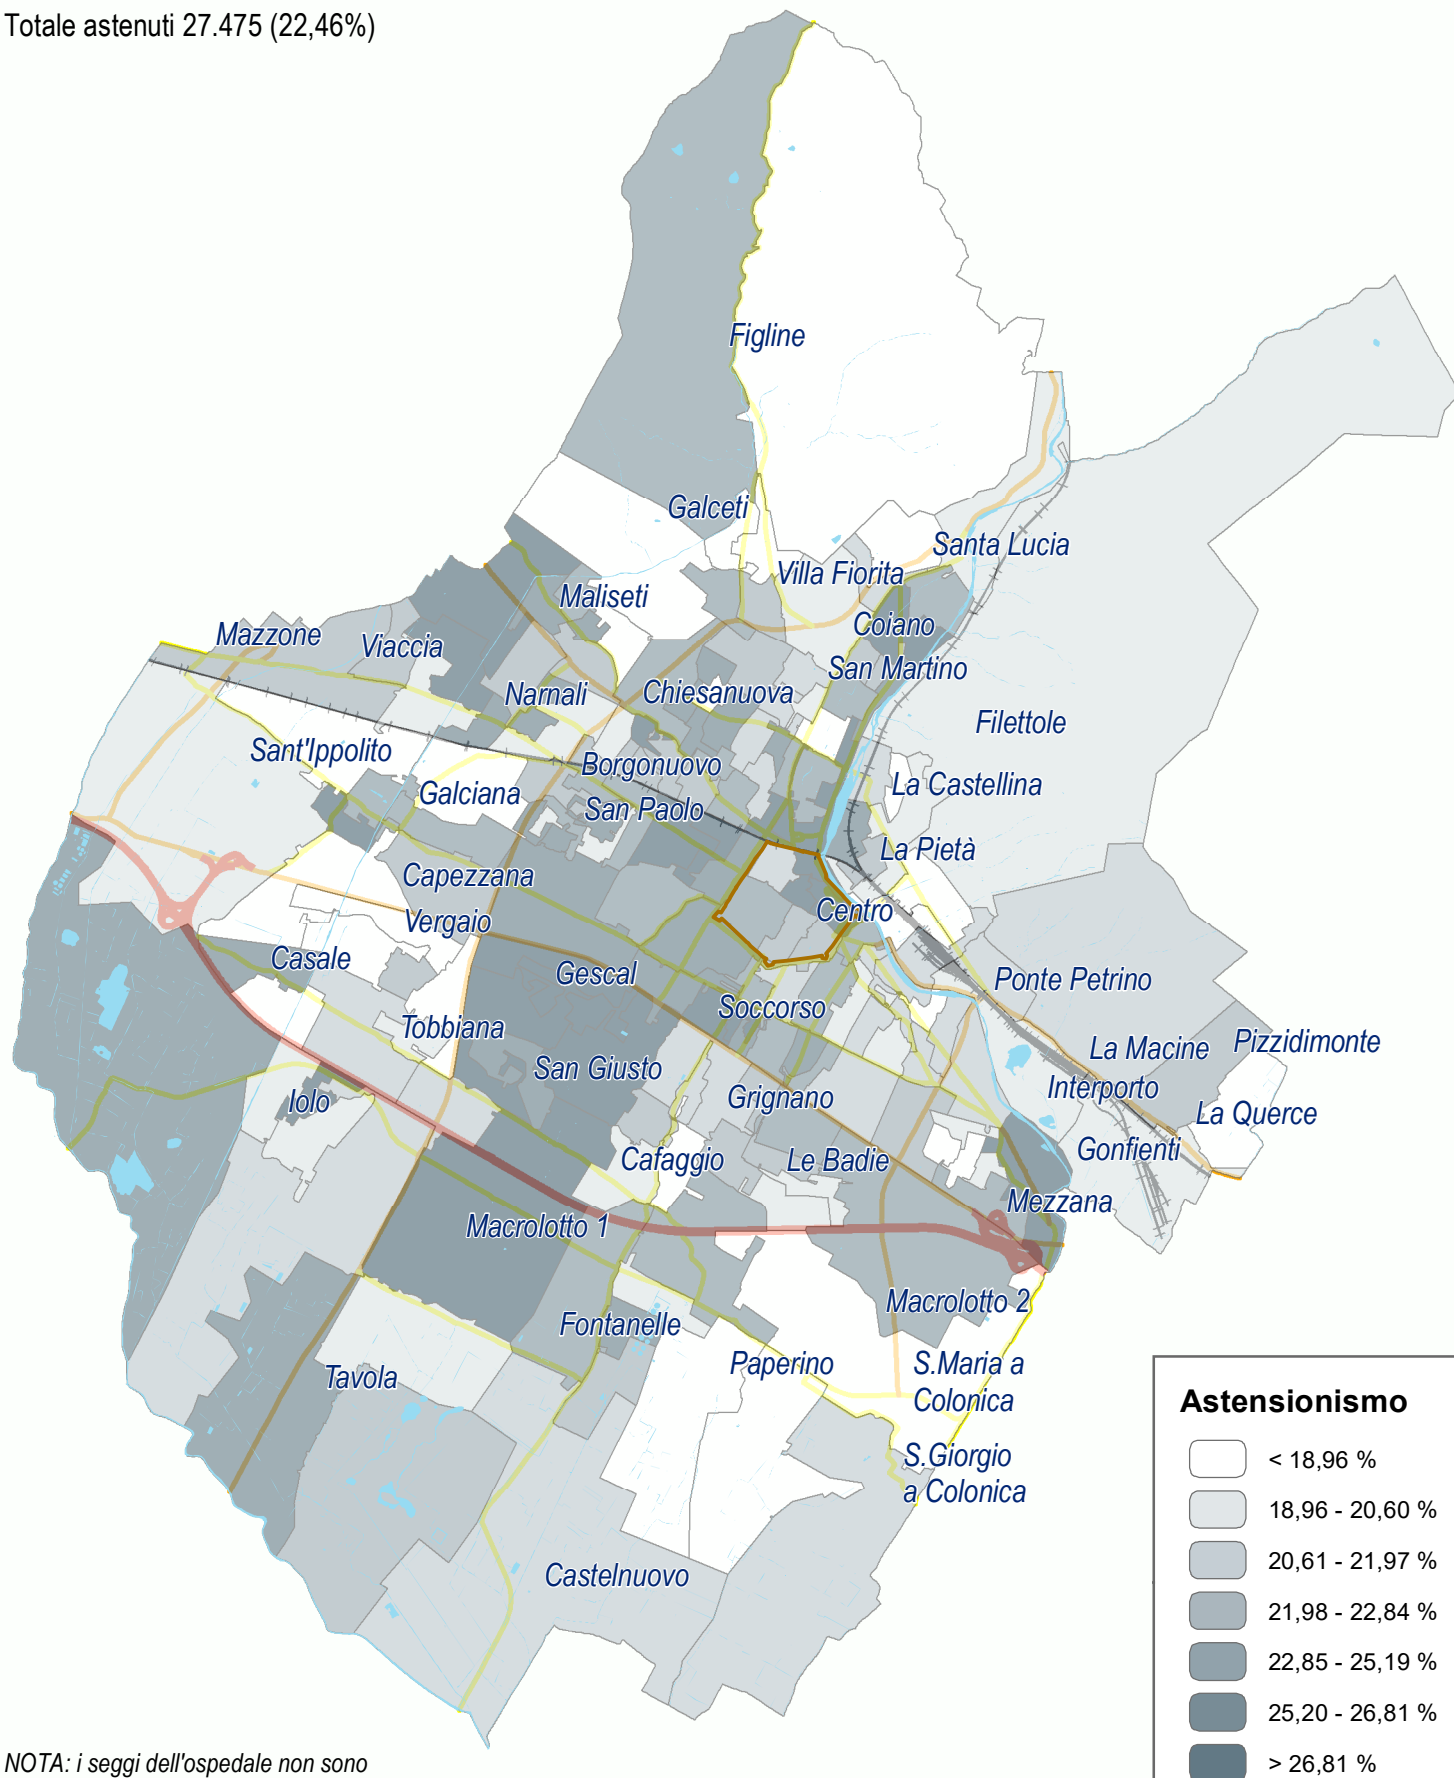 Totale astenuti 27.475 (22,46%)
Figline
Galceti
Santa Lucia
Villa Fiorita
Maliseti
Coiano
Mazzone
Viaccia
San Martino
Narnali
Chiesanuova
Filettole
Sant'Ippolito
Borgonuovo
La Castellina
Galciana
San Paolo
La Pietà
Capezzana
Centro
Vergaio
Casale
Gescal
Ponte Petrino
Soccorso
Tobbiana
La Macine
Pizzidimonte
San Giusto
Interporto
Iolo
Grignano
La Querce
Gonfienti
Cafaggio
Le Badie
Mezzana
Macrolotto 1
Macrolotto 2
Fontanelle
Paperino
S.Maria a
Colonica
Tavola
S.Giorgio
a Colonica
Castelnuovo
Astensionismo
< 18,96 %
18,96 - 20,60 %
20,61 - 21,97 %
21,98 - 22,84 %
22,85 - 25,19 %
25,20 - 26,81 %
> 26,81 %
NOTA: i seggi dell'ospedale non sono